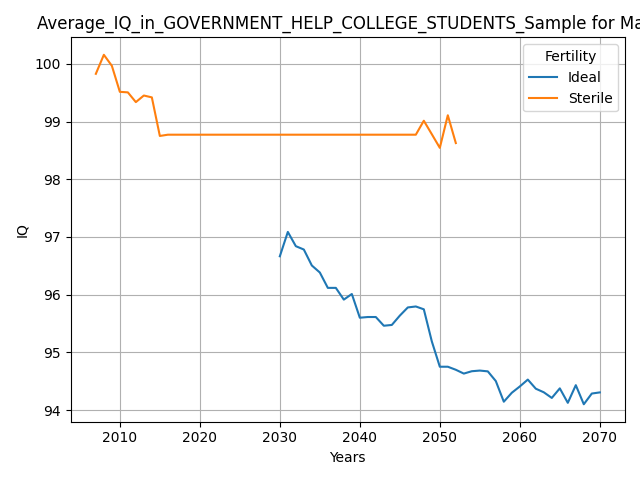 Average_IQ_in_GOVERNMENT_HELP_COLLEGE_STUDENTS_Sample for Ma
Fertility
Ideal
Sterile
100
99
98
97
96
95
94
IQ
2010 2020 2030 2040 2050 2060 2070
Years